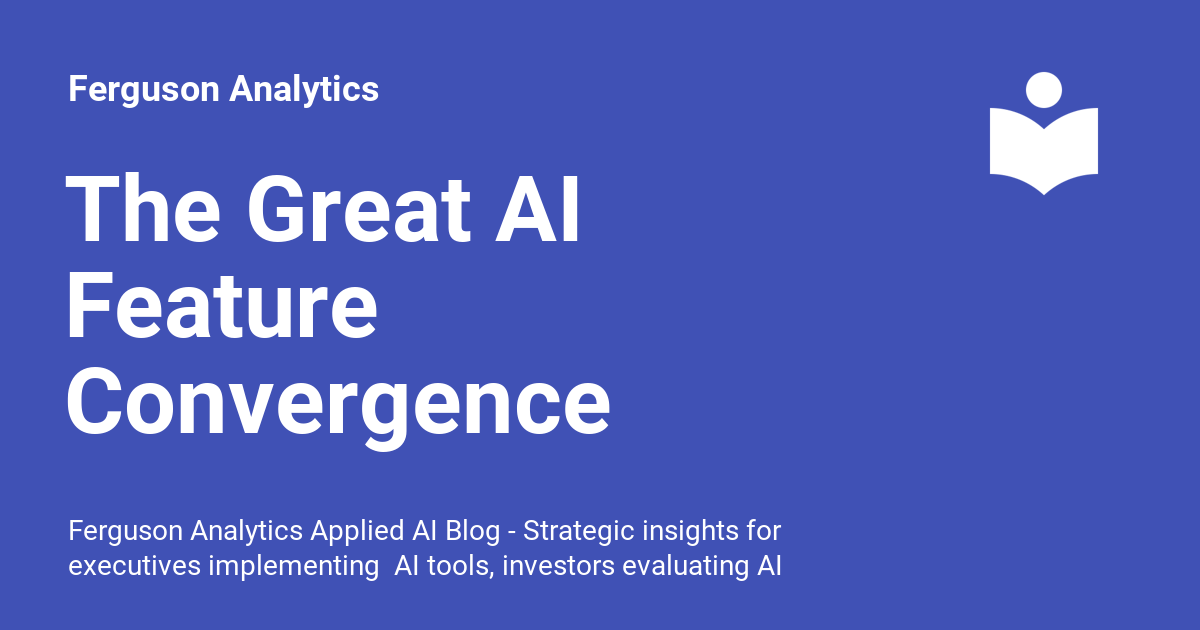 Ferguson Analytics
The Great AI
Feature
Convergence
Ferguson Analytics Applied AI Blog - Strategic insights for
executives implementing  AI tools, investors evaluating AI